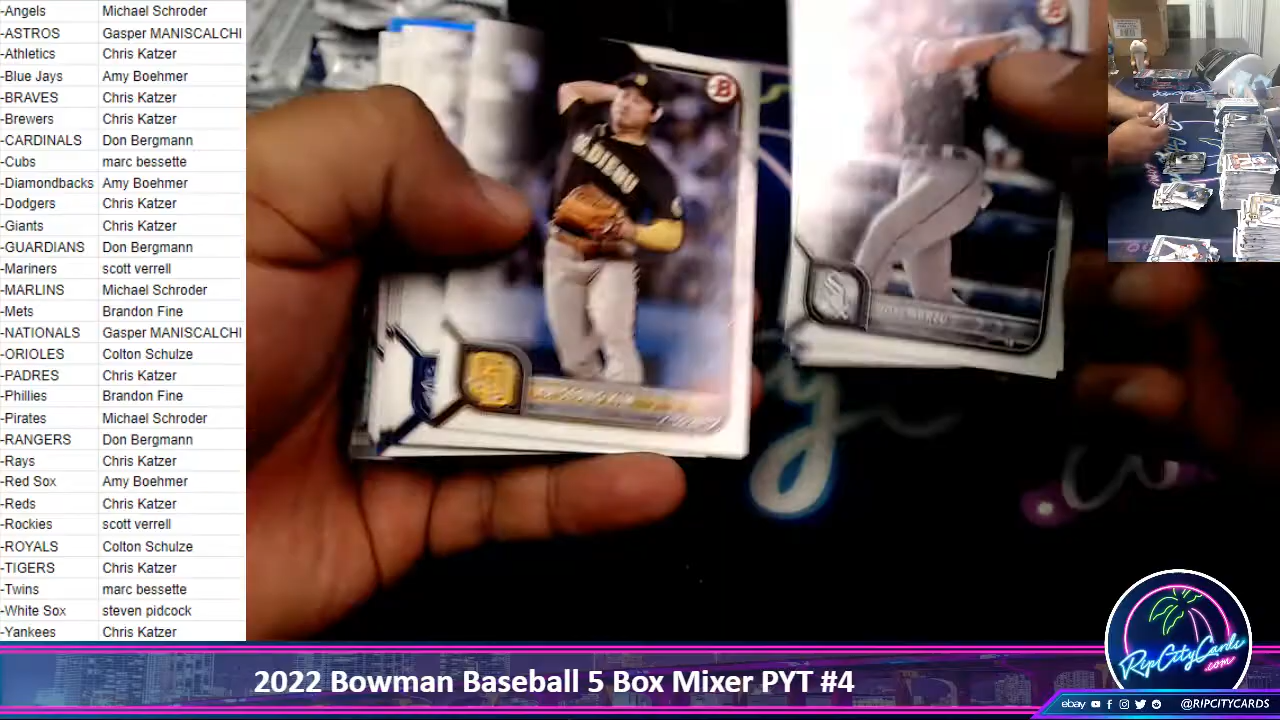 -Angels Michael Schroder
-ASTROS Gasper MANISCALCHI
-Athletics Chris Katzer
-Blue Jays Amy Boehmer
-BRAVES Chris Katzer
-Brewers Chris Katzer
-CARDINALS Don Bergmann
-Cubs marc bessette
-Diamondbacks Amy Boehmer
-Dodgers Chris Katzer
-Giants Chris Katzer
-GUARDIANS Don Bergmann
-Mariners scott verrell
-MARLINS Michael Schroder
-Mets Brandon Fine
-NATIONALS Gasper MANISCALCHI
-ORIOLES Colton Schulze
-PADRES Chris Katzer
-Phillies Brandon Fine
-Pirates Michael Schroder
-RANGERS Don Bergmann
-Rays Chris Katzer
-Red Sox Amy Boehmer
-Reds Chris Katzer
-Rockies scott verrell
-ROYALS Colton Schulze
-TIGERS Chris Katzer
-Twins marc bessette
-White Sox steven pidcock
-Yankees Chris Katzer
2022 Bowman Baseball 5 Box Mixer PYT #4
RipCityCards
.com
ebay @RIPCITYCARDS